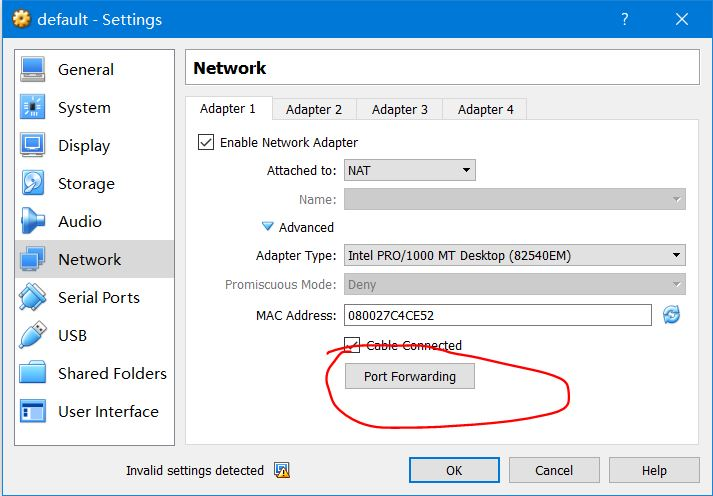 default - Settings
?
General
System
Display
Storage
Audio
Network
Serial Ports
USB
Shared Folders
User Interface
Network
Adapter 1 Adapter 2 Adapter 3 Adapter 4
Enable Network Adapter
Attached to: NAT
Name:
Advanced
Adapter Type: Intel PRO/1000 MT Desktop (82540EM)
Promiscuous Mode: Deny
MAC Address: 080027C4CE52
Cable Connected
Port Forwarding
Invalid settings detected
OK Cancel Help